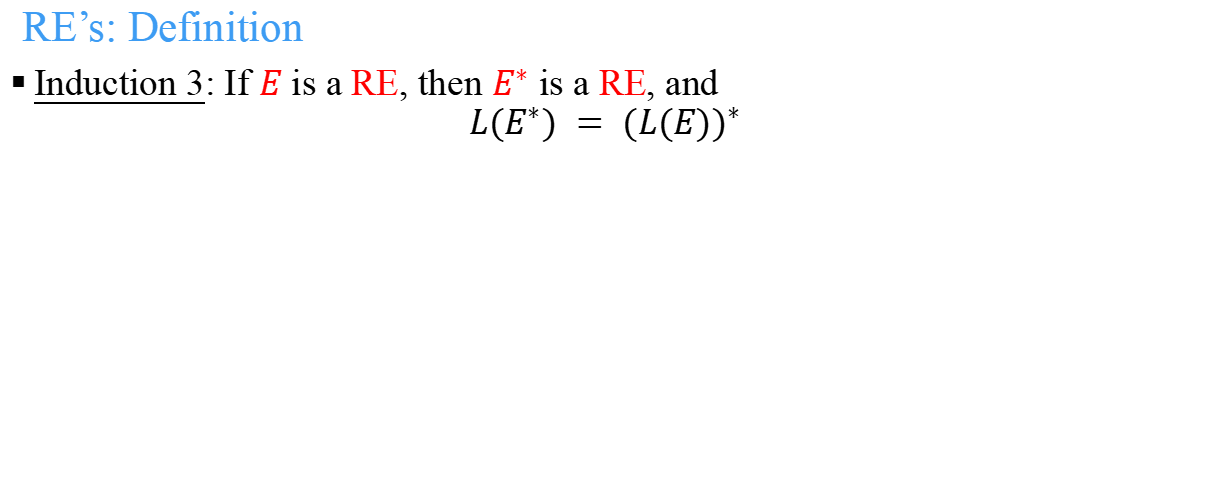 RE’s: Definition
▪ Induction 3: If E is a RE, then E* is a RE, and
L(E*) = (L(E))*